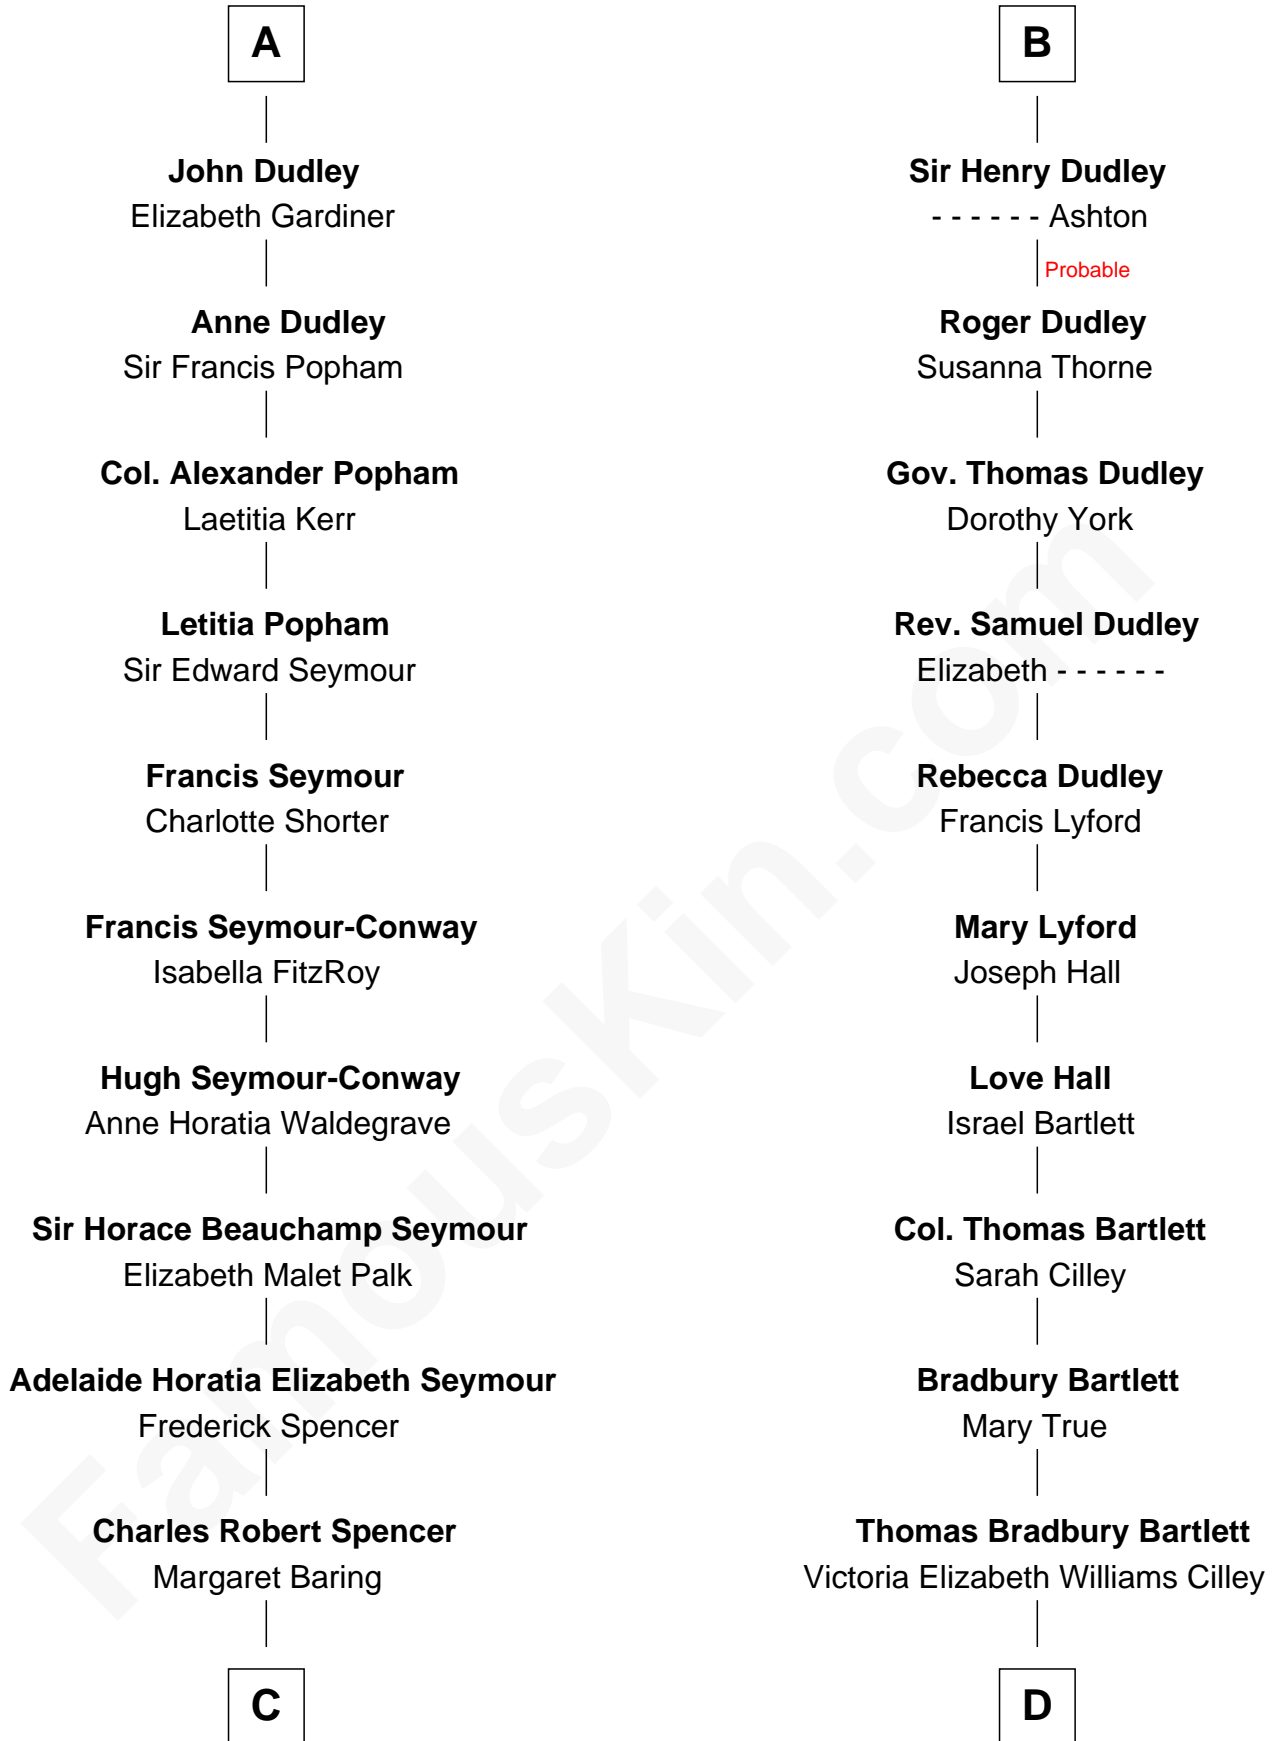 A
John Dudley
Elizabeth Gardiner
Anne Dudley
Sir Francis Popham
Col. Alexander Popham
Laetitia Kerr
Letitia Popham
Sir Edward Seymour
Francis Seymour
Charlotte Shorter
Francis Seymour-Conway
Isabella FitzRoy
Hugh Seymour-Conway
Anne Horatia Waldegrave
Sir Horace Beauchamp Seymour
Elizabeth Malet Palk
Adelaide Horatia Elizabeth Seymour
Frederick Spencer
Charles Robert Spencer
Margaret Baring
C
B
Sir Henry Dudley
- - - - - - Ashton
Probable
Roger Dudley
Susanna Thorne
Gov. Thomas Dudley
Dorothy York
Rev. Samuel Dudley
Elizabeth - - - - - -
Rebecca Dudley
Francis Lyford
Mary Lyford
Joseph Hall
Love Hall
Israel Bartlett
Col. Thomas Bartlett
Sarah Cilley
Bradbury Bartlett
Mary True
Thomas Bradbury Bartlett
Victoria Elizabeth Williams Cilley
D
FamousKin.com